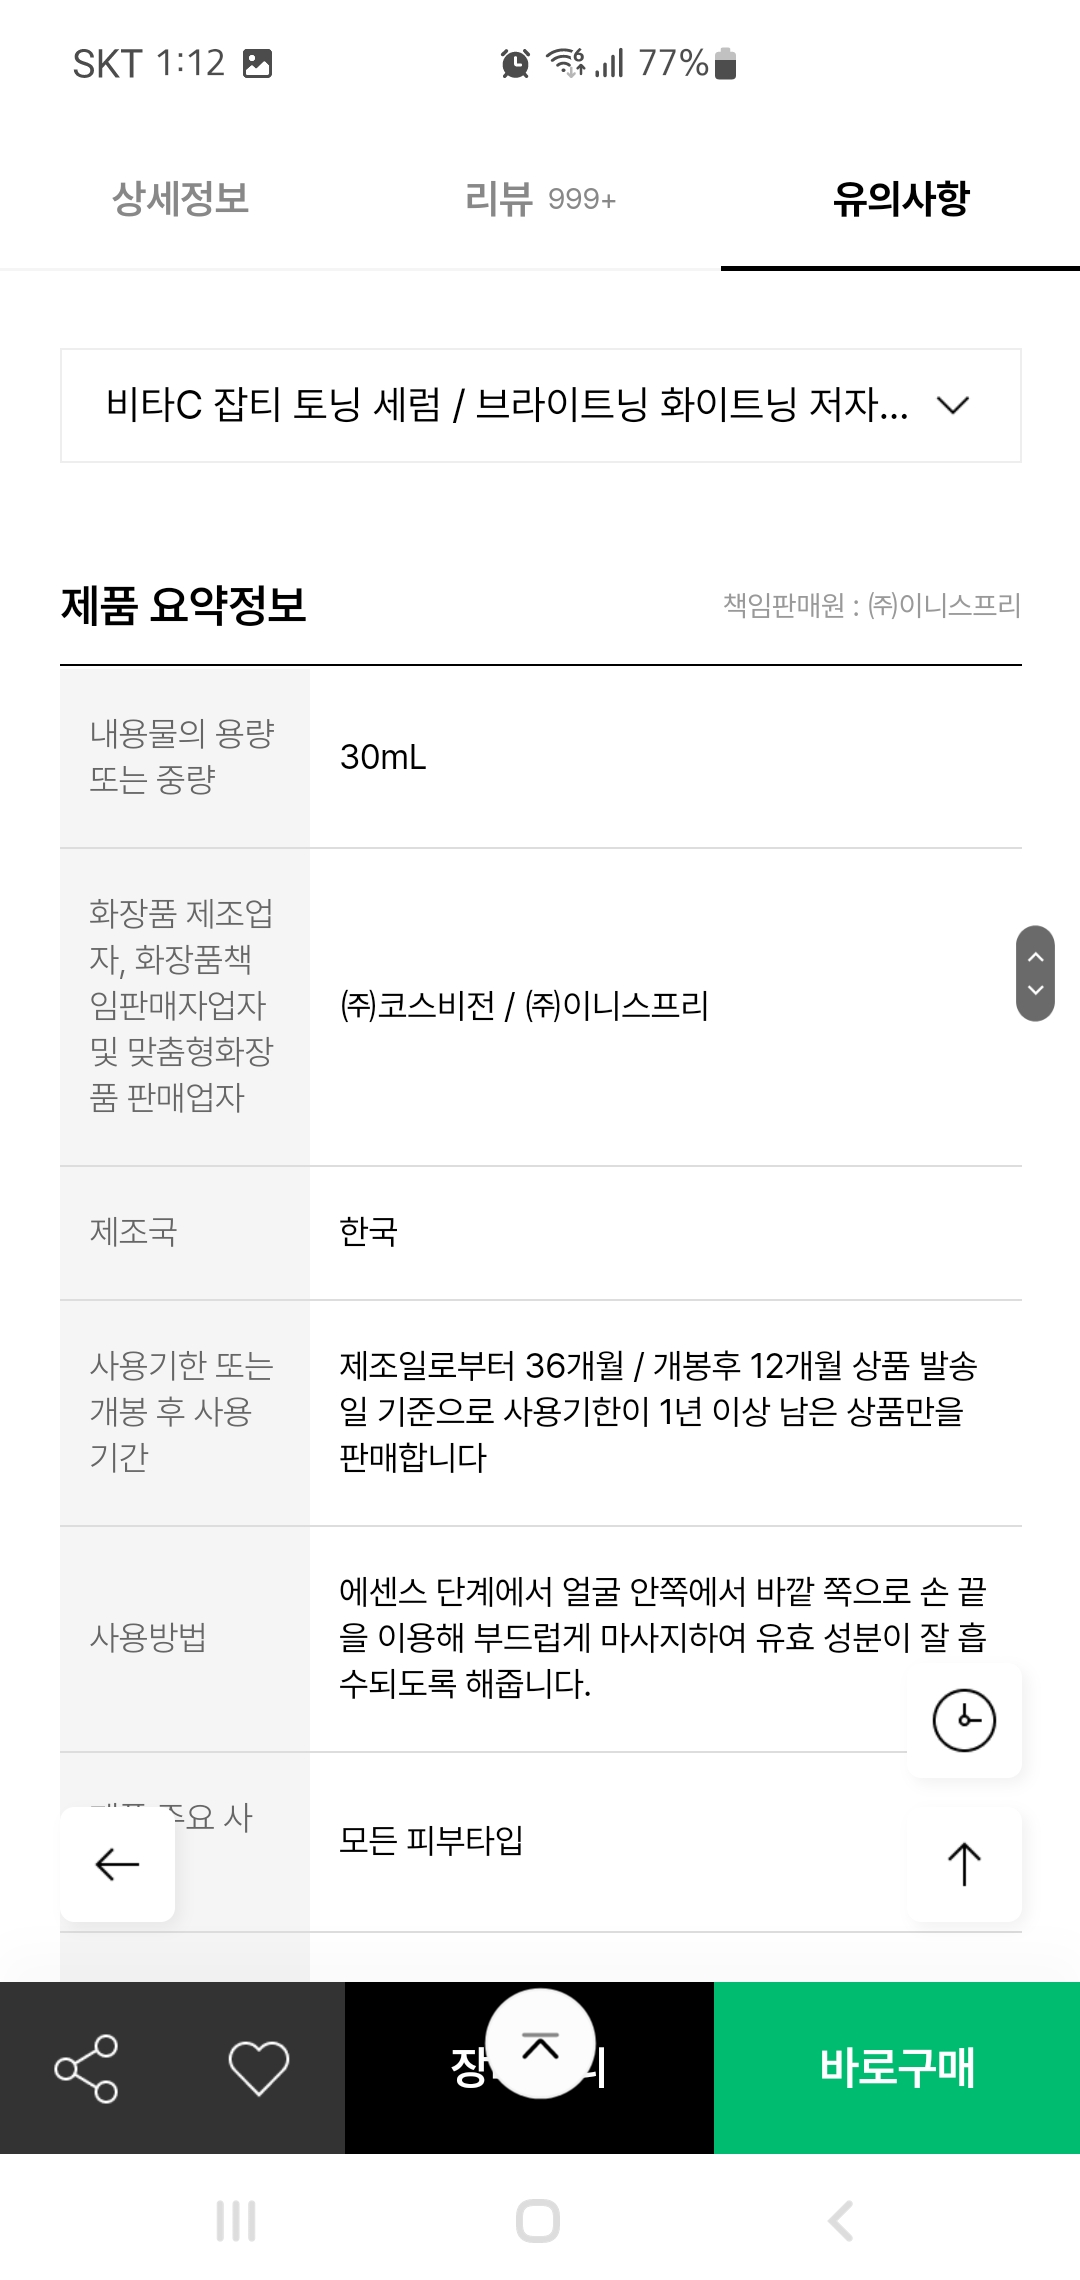 SKT 1:12 77%
상세정보 리뷰 999+ 유의사항
비타C 잡티 토닝 세럼 / 브라이트닝 화이트닝 저자...
제품 요약정보 책임판매원 : ㈜이니스프리
내용물의 용량
또는 중량
30mL
화장품 제조업
자, 화장품책
임판매자업자
및 맞춤형화장
품 판매업자
㈜코스비전 / ㈜이니스프리
제조국
한국
사용기한 또는
개봉 후 사용
기간
제조일로부터 36개월 / 개봉후 12개월 상품 발송
일 기준으로 사용기한이 1년 이상 남은 상품만을
판매합니다
사용방법
에센스 단계에서 얼굴 안쪽에서 바깥 쪽으로 손 끝
을 이용해 부드럽게 마사지하여 유효 성분이 잘 흡
수되도록 해줍니다.
주요 사
모든 피부타입
바로구매